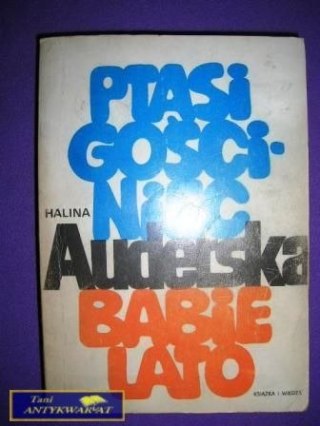 PTASI
GOŚCI-
NIEC
HALINA
Auderska
BABIE
LATO
KSIĄŻKA I WIEDZA
Tani
ANTYKWARIAT